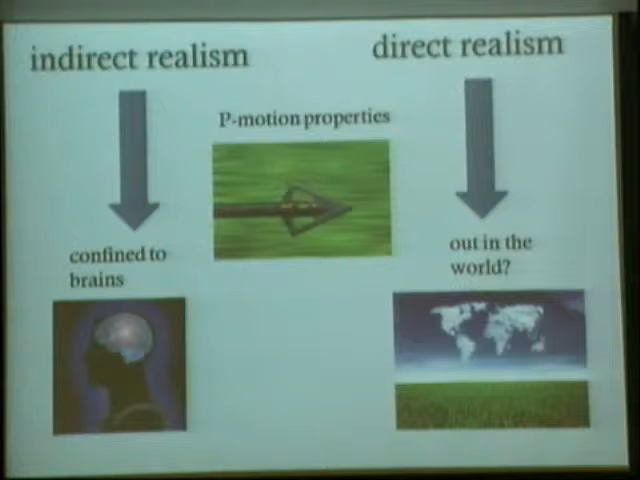 indirect realism
direct realism
P-motion properties
confined to
brains
out in the
world?